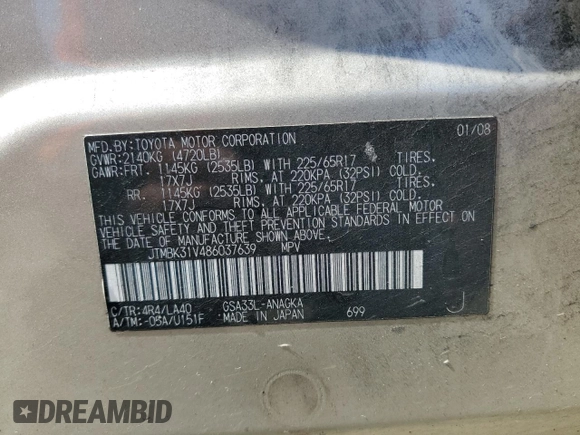 MFD.BY:TOYOTA MOTOR CORPORATION 01/08
GVWR:2140KG (4720LB)
GAWR:FRT. 1145KG (2535LB) WITH 225/65R17 TIRES,
17X7J RIMS, AT 220KPA (32PSI) COLD.
RR. 1145KG (2535LB) WITH 225/65R17 TIRES,
17X7J RIMS, AT 220KPA (32PSI) COLD.
THIS VEHICLE CONFORMS TO ALL APPLICABLE FEDERAL MOTOR
VEHICLE SAFETY AND THEFT PREVENTION STANDARDS IN
EFFECT ON THE DATE OF MANUFACTURE SHOWN ABOVE.
JTMBK31V486037639 MPV
C/TR:4R4/LA40 GSA33L-ANAGKA
A/TM:-03A/U151F MADE IN JAPAN 699
J
DREAMBID